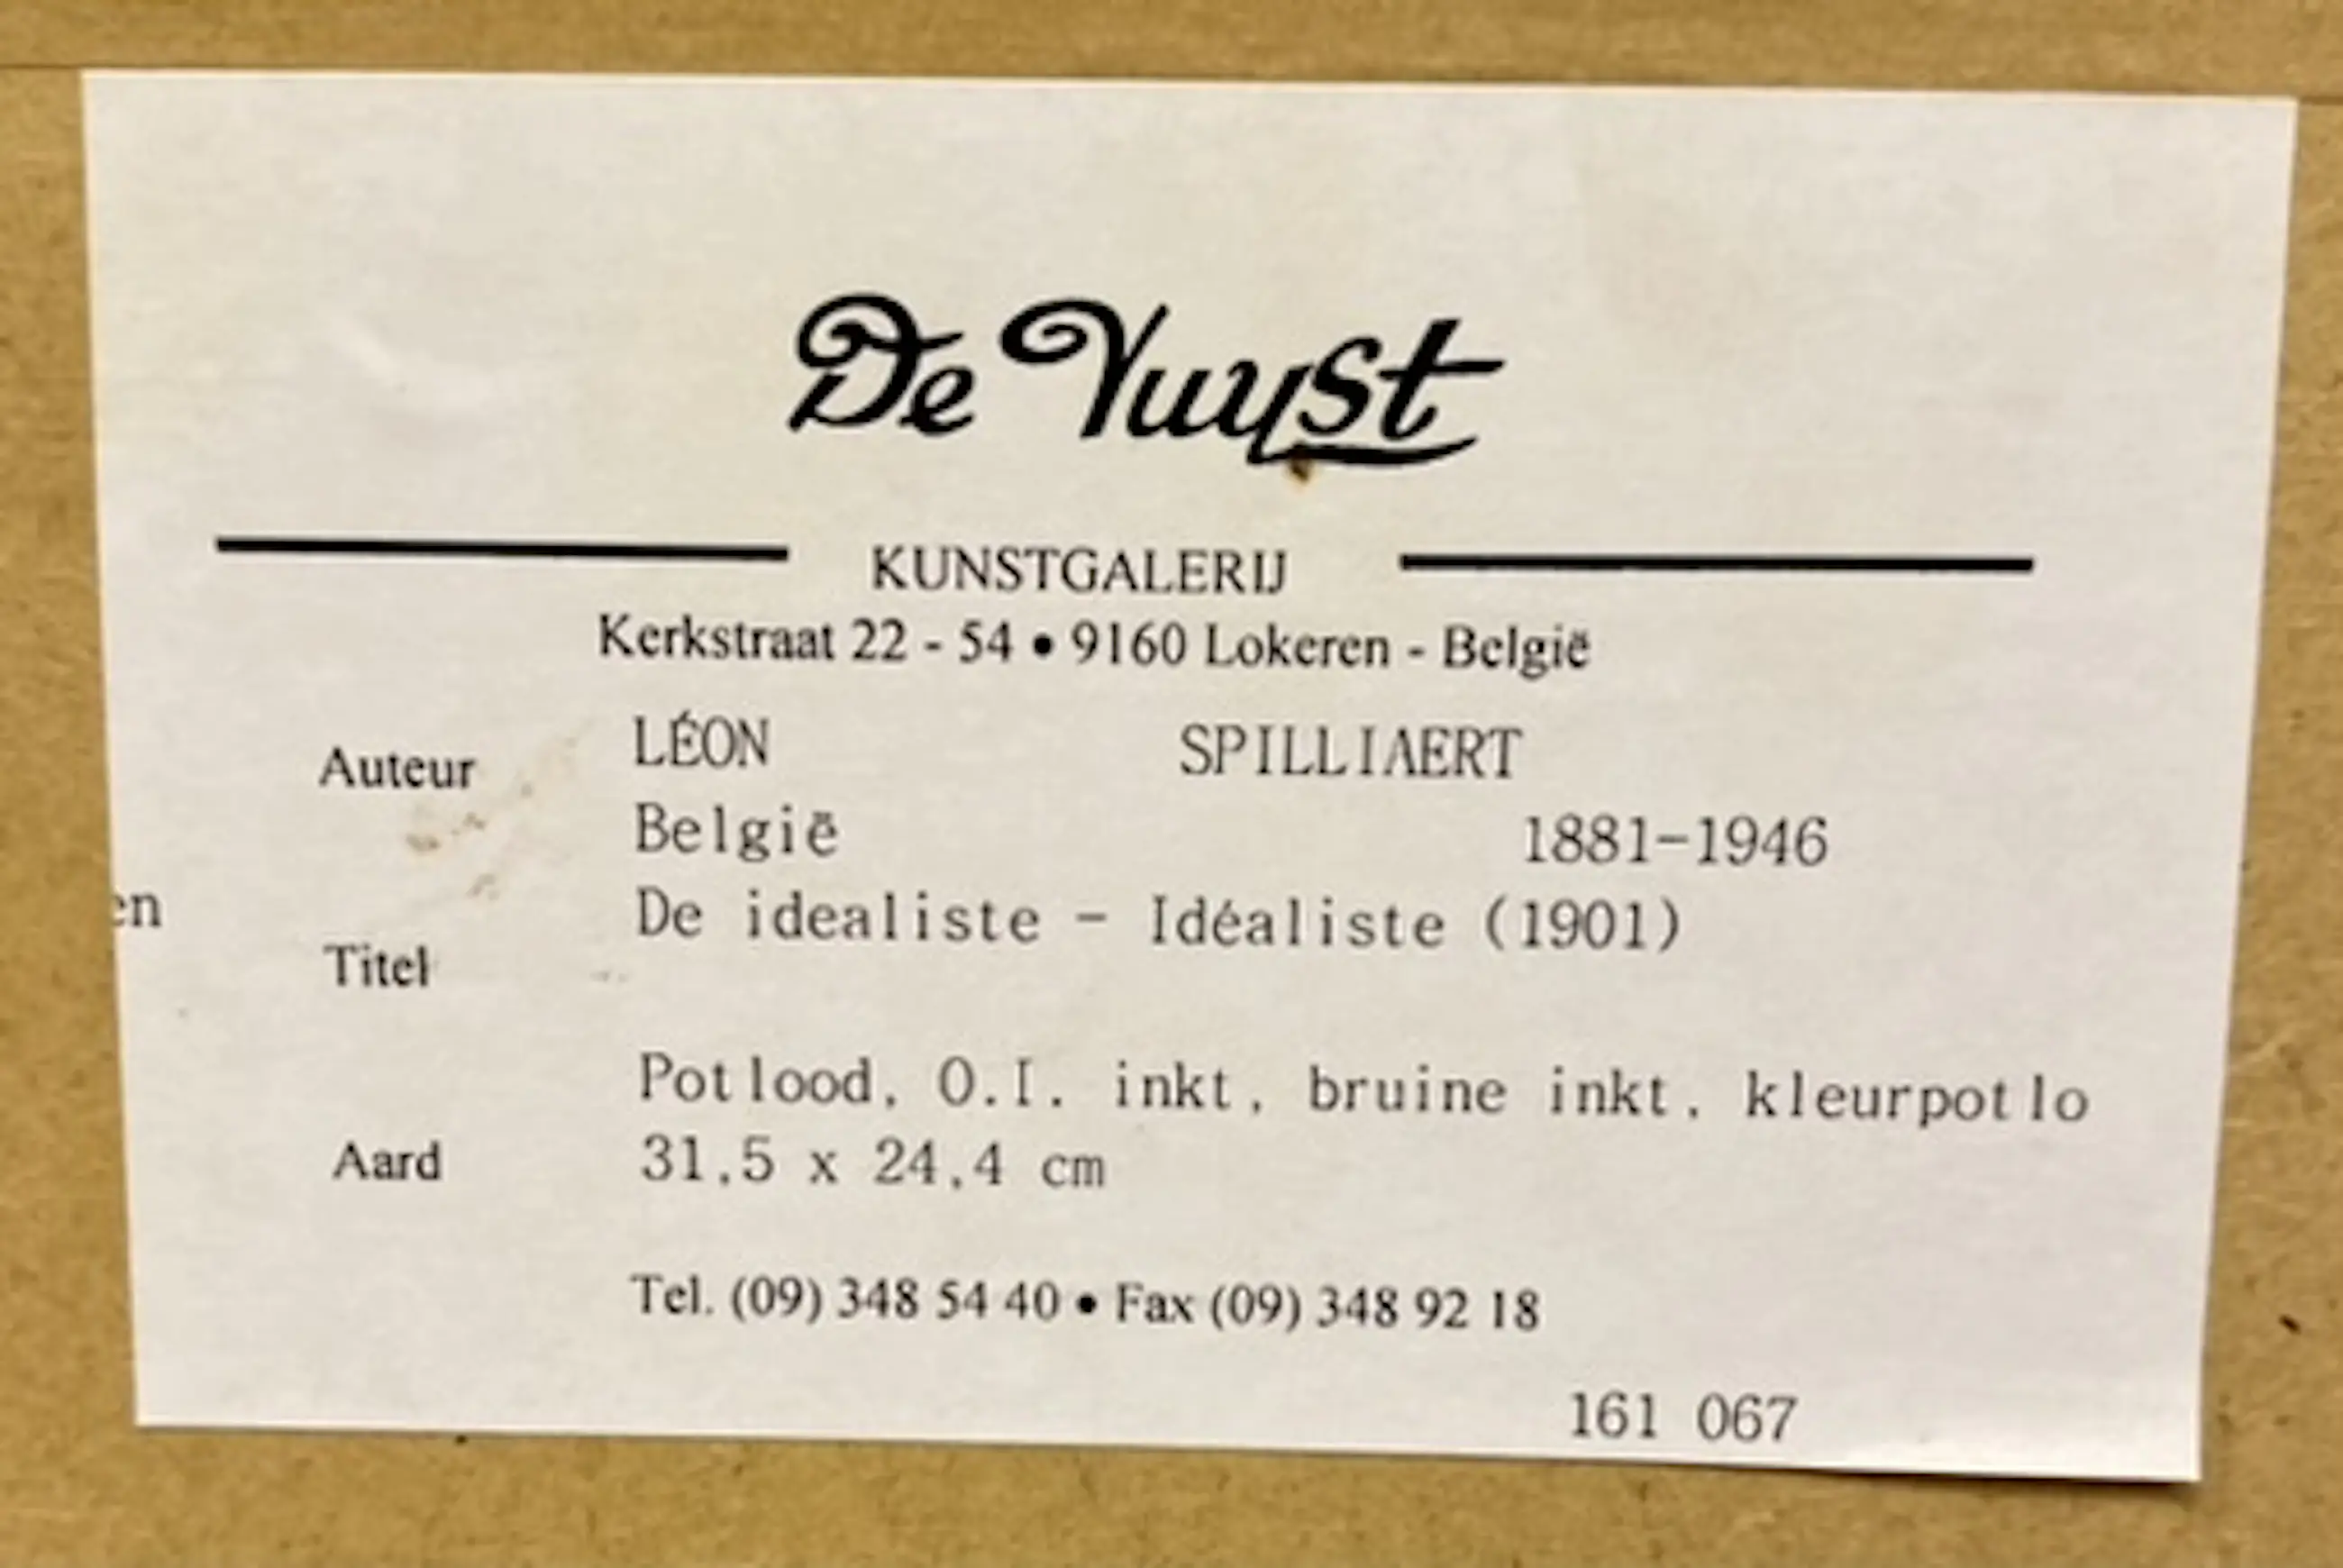 De Vuyst
KUNSTGALERIJ
Kerkstraat 22 - 54 • 9160 Lokeren - België
Auteur LÉON SPILLIAERT
België 1881-1946
en
Titel De idealiste - Idéaliste (1901)
Aard Potlood, O.I. inkt, bruine inkt, kleurpotlo
31,5 x 24,4 cm
Tel. (09) 348 54 40 • Fax (09) 348 92 18
161 067